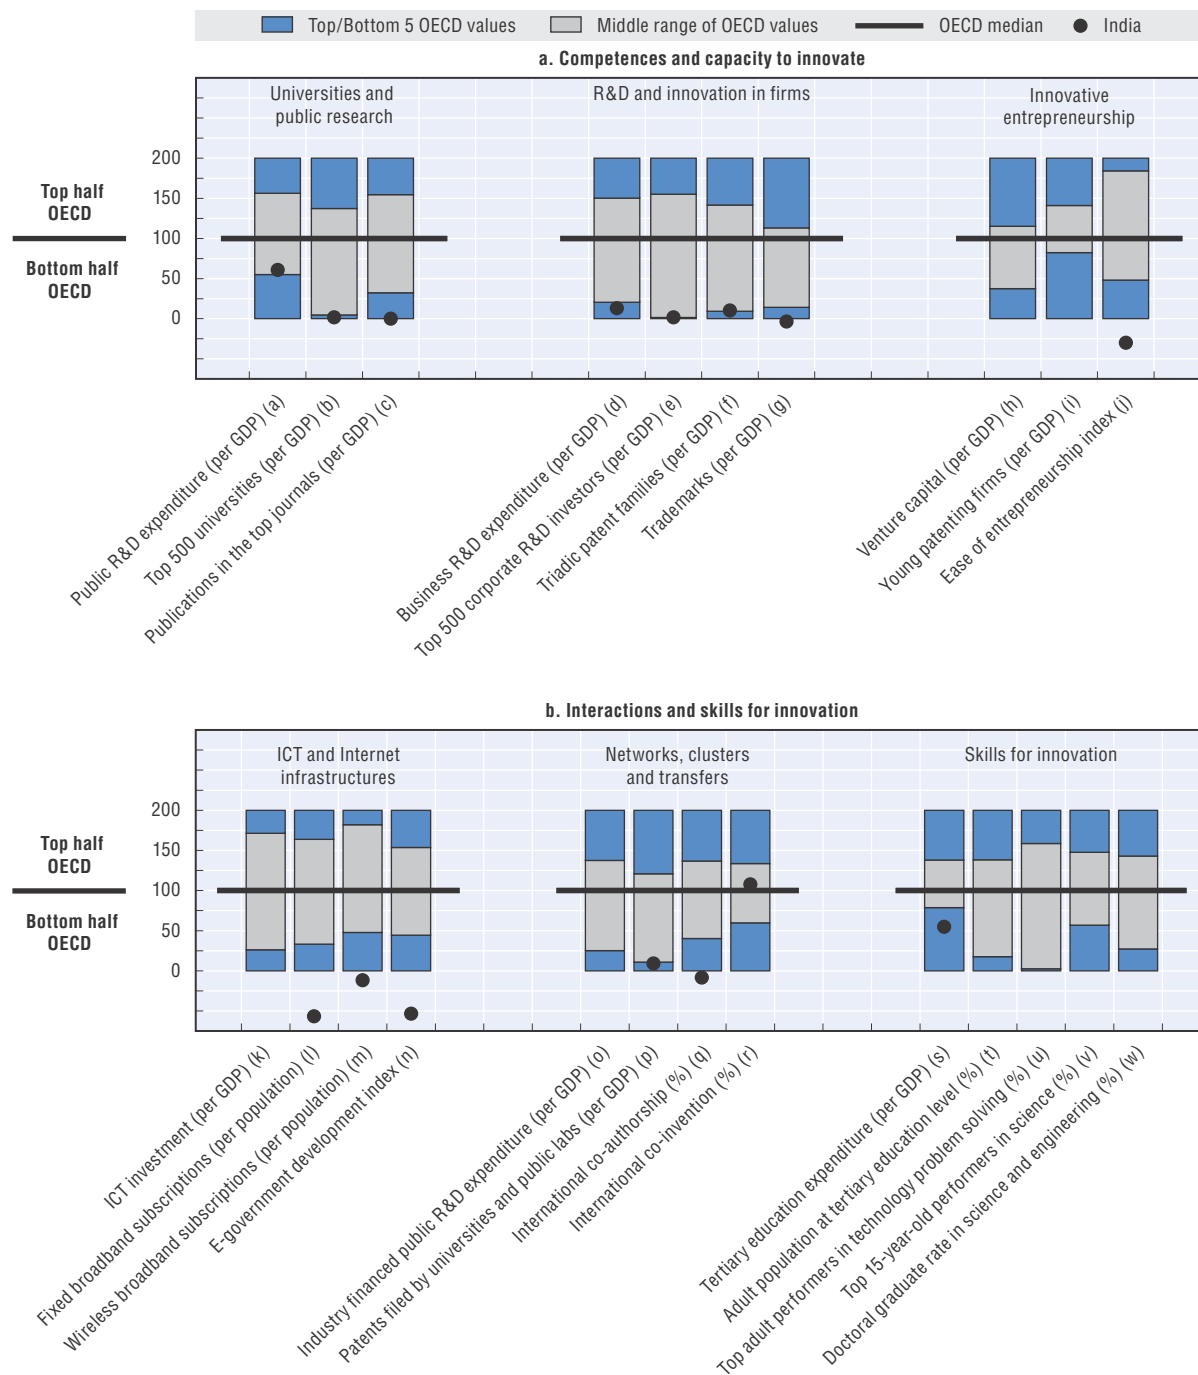 Top/Bottom 5 OECD values Middle range of OECD values OECD median India
a. Competences and capacity to innovate
Universities and
public research
R&D and innovation in firms
Innovative
entrepreneurship
200
150
100
50
0
Top half
OECD
Bottom half
OECD
Public R&D expenditure (per GDP) (a)
Top 500 universities (per GDP) (b)
Publications in the top journals (per GDP) (c)
Business R&D expenditure (per GDP) (d)
Top 500 corporate R&D investors (per GDP) (e)
Triadic patent families (per GDP) (f)
Trademarks (per GDP) (g)
Venture capital (per GDP) (h)
Young patenting firms (per GDP) (i)
Ease of entrepreneurship index (j)
b. Interactions and skills for innovation
ICT and Internet
infrastructures
Networks, clusters
and transfers
Skills for innovation
200
150
100
50
0
Top half
OECD
Bottom half
OECD
ICT investment (per GDP) (k)
Fixed broadband subscriptions (per population) (l)
Wireless broadband subscriptions (per population) (m)
E-government development index (n)
Industry financed public R&D expenditure (per GDP) (o)
Patents filed by universities and public labs (per GDP) (p)
International co-authorship (%) (q)
International co-invention (%) (r)
Tertiary education expenditure (per GDP) (s)
Adult population at tertiary education level (%) (t)
Top adult performers in technology problem solving (%) (u)
Top 15-year-old performers in science (%) (v)
Doctoral graduate rate in science and engineering (%) (w)